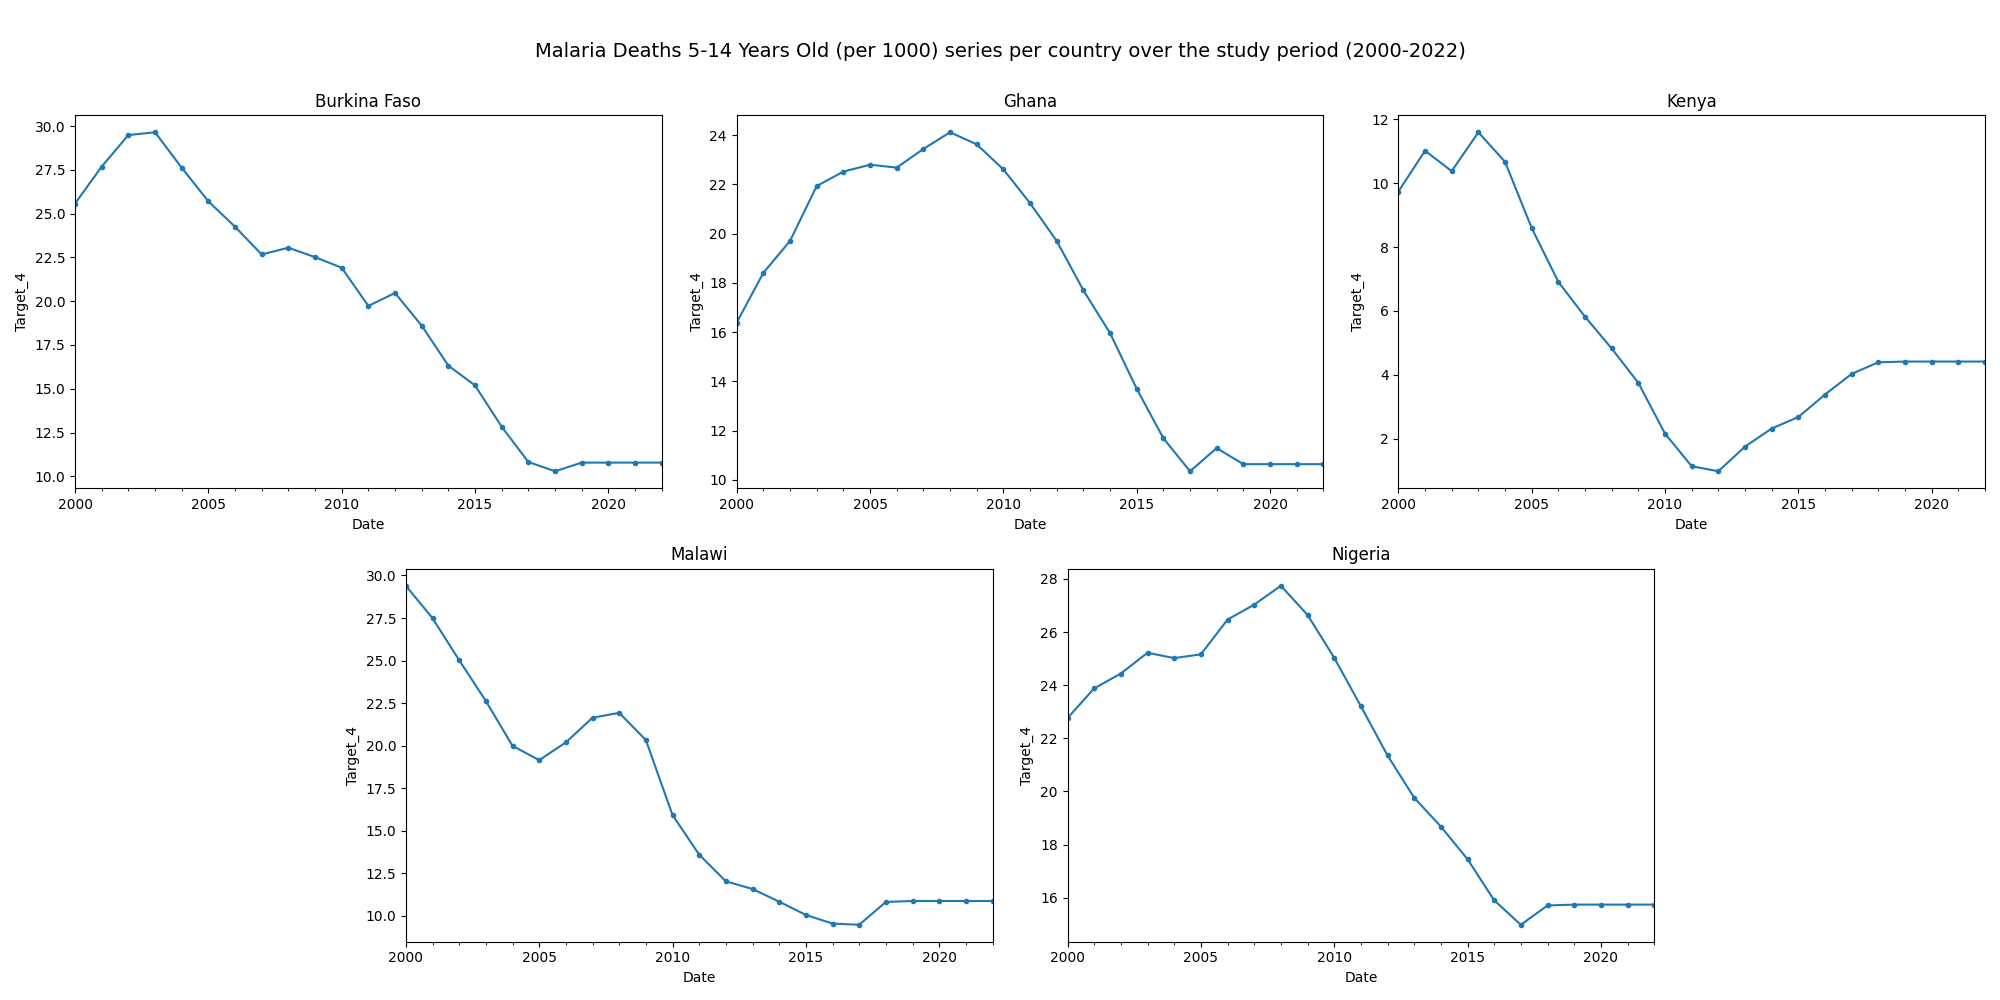 Malaria Deaths 5-14 Years Old (per 1000) series per country over the study period (2000-2022)
Burkina Faso
30.0
27.5
25.0
22.5
20.0
17.5
15.0
12.5
10.0
Target_4
2000 2005 2010 2015 2020
Date
Ghana
24
22
20
18
16
14
12
10
Target_4
2000 2005 2010 2015 2020
Date
Kenya
12
10
8
6
4
2
Target_4
2000 2005 2010 2015 2020
Date
Malawi
30.0
27.5
25.0
22.5
20.0
17.5
15.0
12.5
10.0
Target_4
2000 2005 2010 2015 2020
Date
Nigeria
28
26
24
22
20
18
16
Target_4
2000 2005 2010 2015 2020
Date